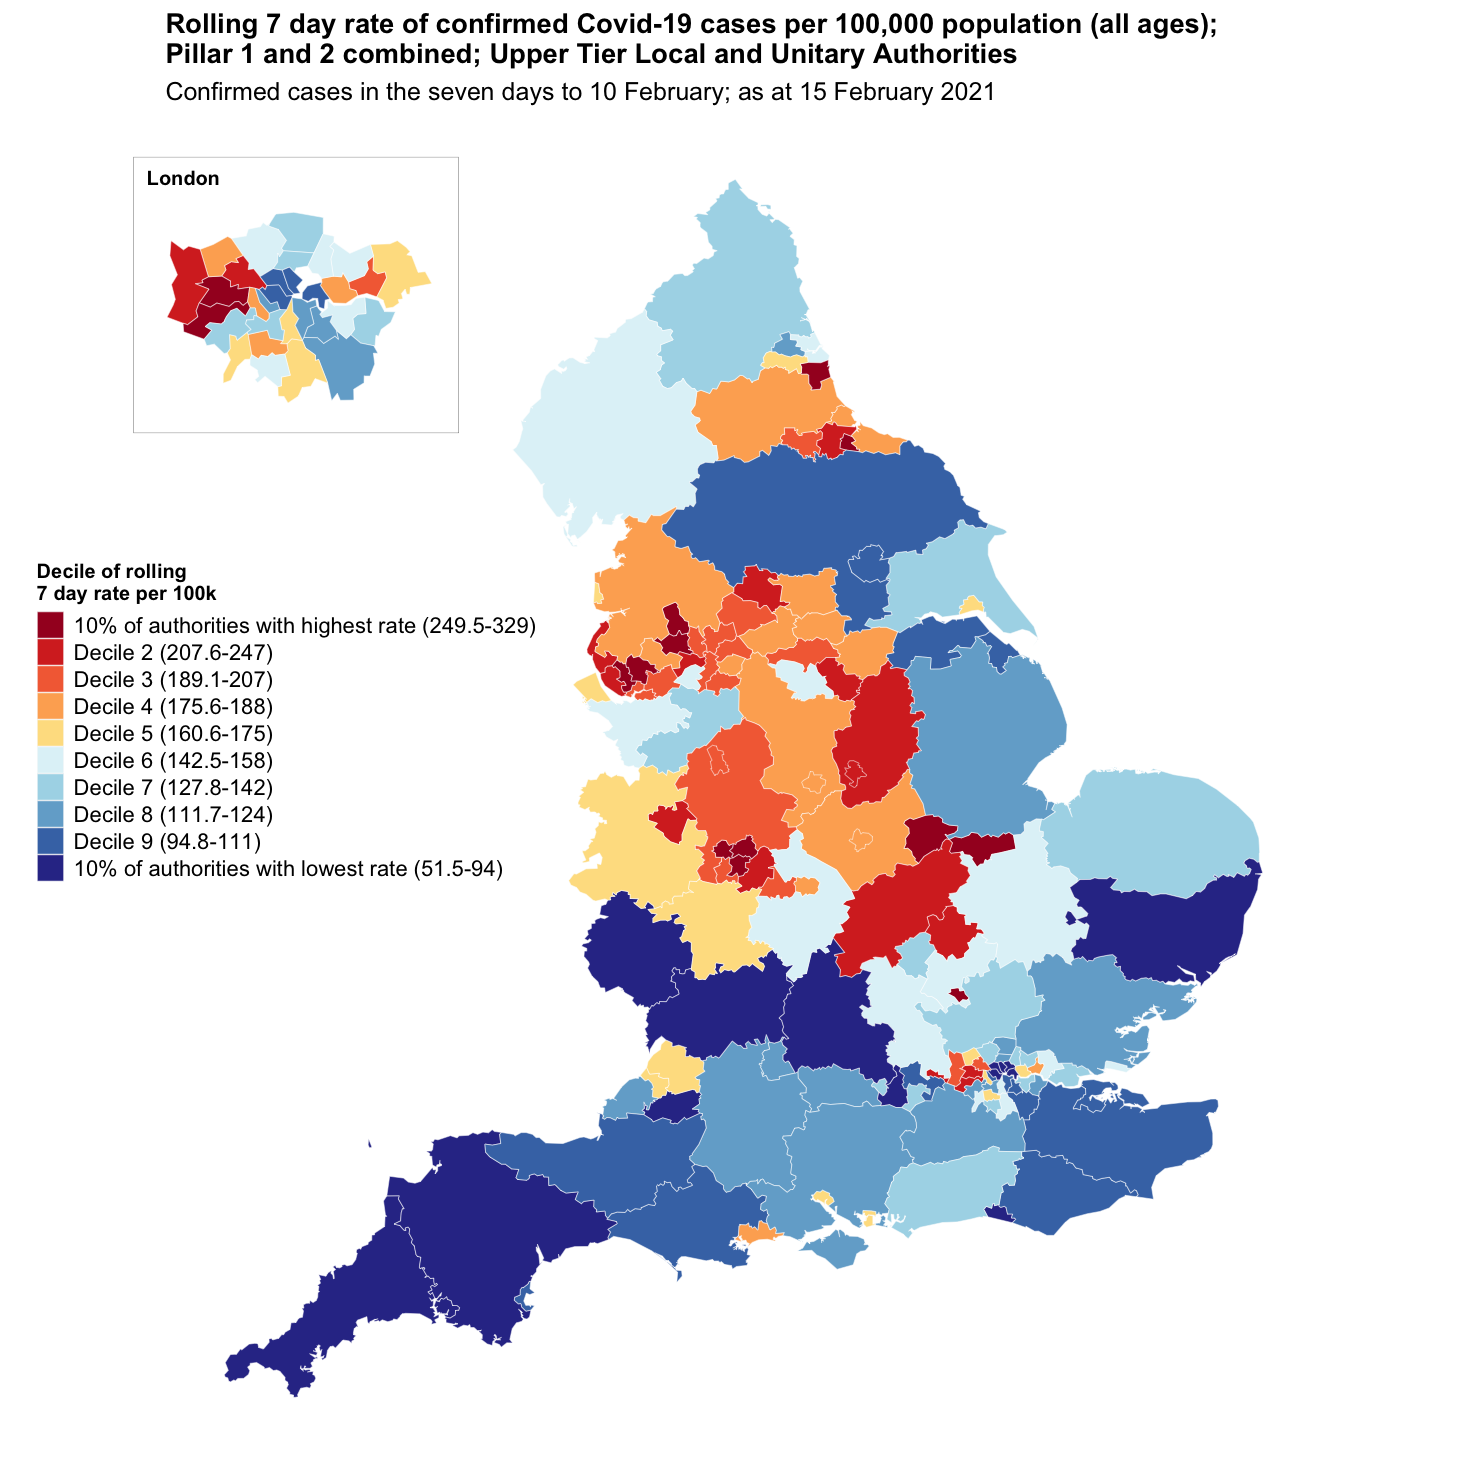 Rolling 7 day rate of confirmed Covid-19 cases per 100,000 population (all ages);
Pillar 1 and 2 combined; Upper Tier Local and Unitary Authorities
Confirmed cases in the seven days to 10 February; as at 15 February 2021
London
Decile of rolling
7 day rate per 100k
10% of authorities with highest rate (249.5-329)
Decile 2 (207.6-247)
Decile 3 (189.1-207)
Decile 4 (175.6-188)
Decile 5 (160.6-175)
Decile 6 (142.5-158)
Decile 7 (127.8-142)
Decile 8 (111.7-124)
Decile 9 (94.8-111)
10% of authorities with lowest rate (51.5-94)